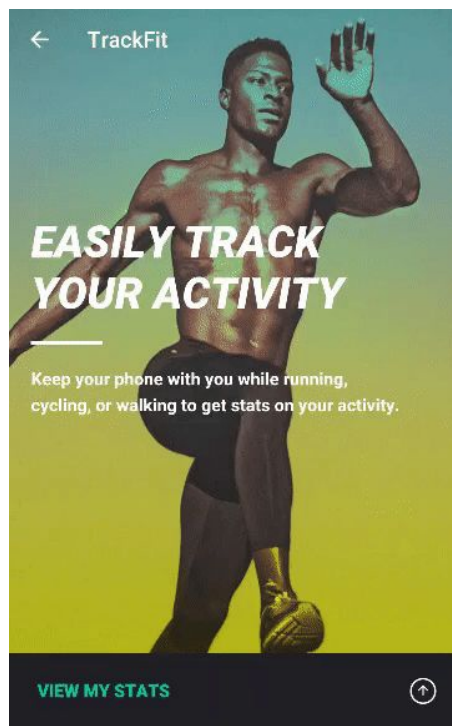 TrackFit
EASILY TRACK
YOUR ACTIVITY
Keep your phone with you while running,
cycling, or walking to get stats on your activity.
VIEW MY STATS